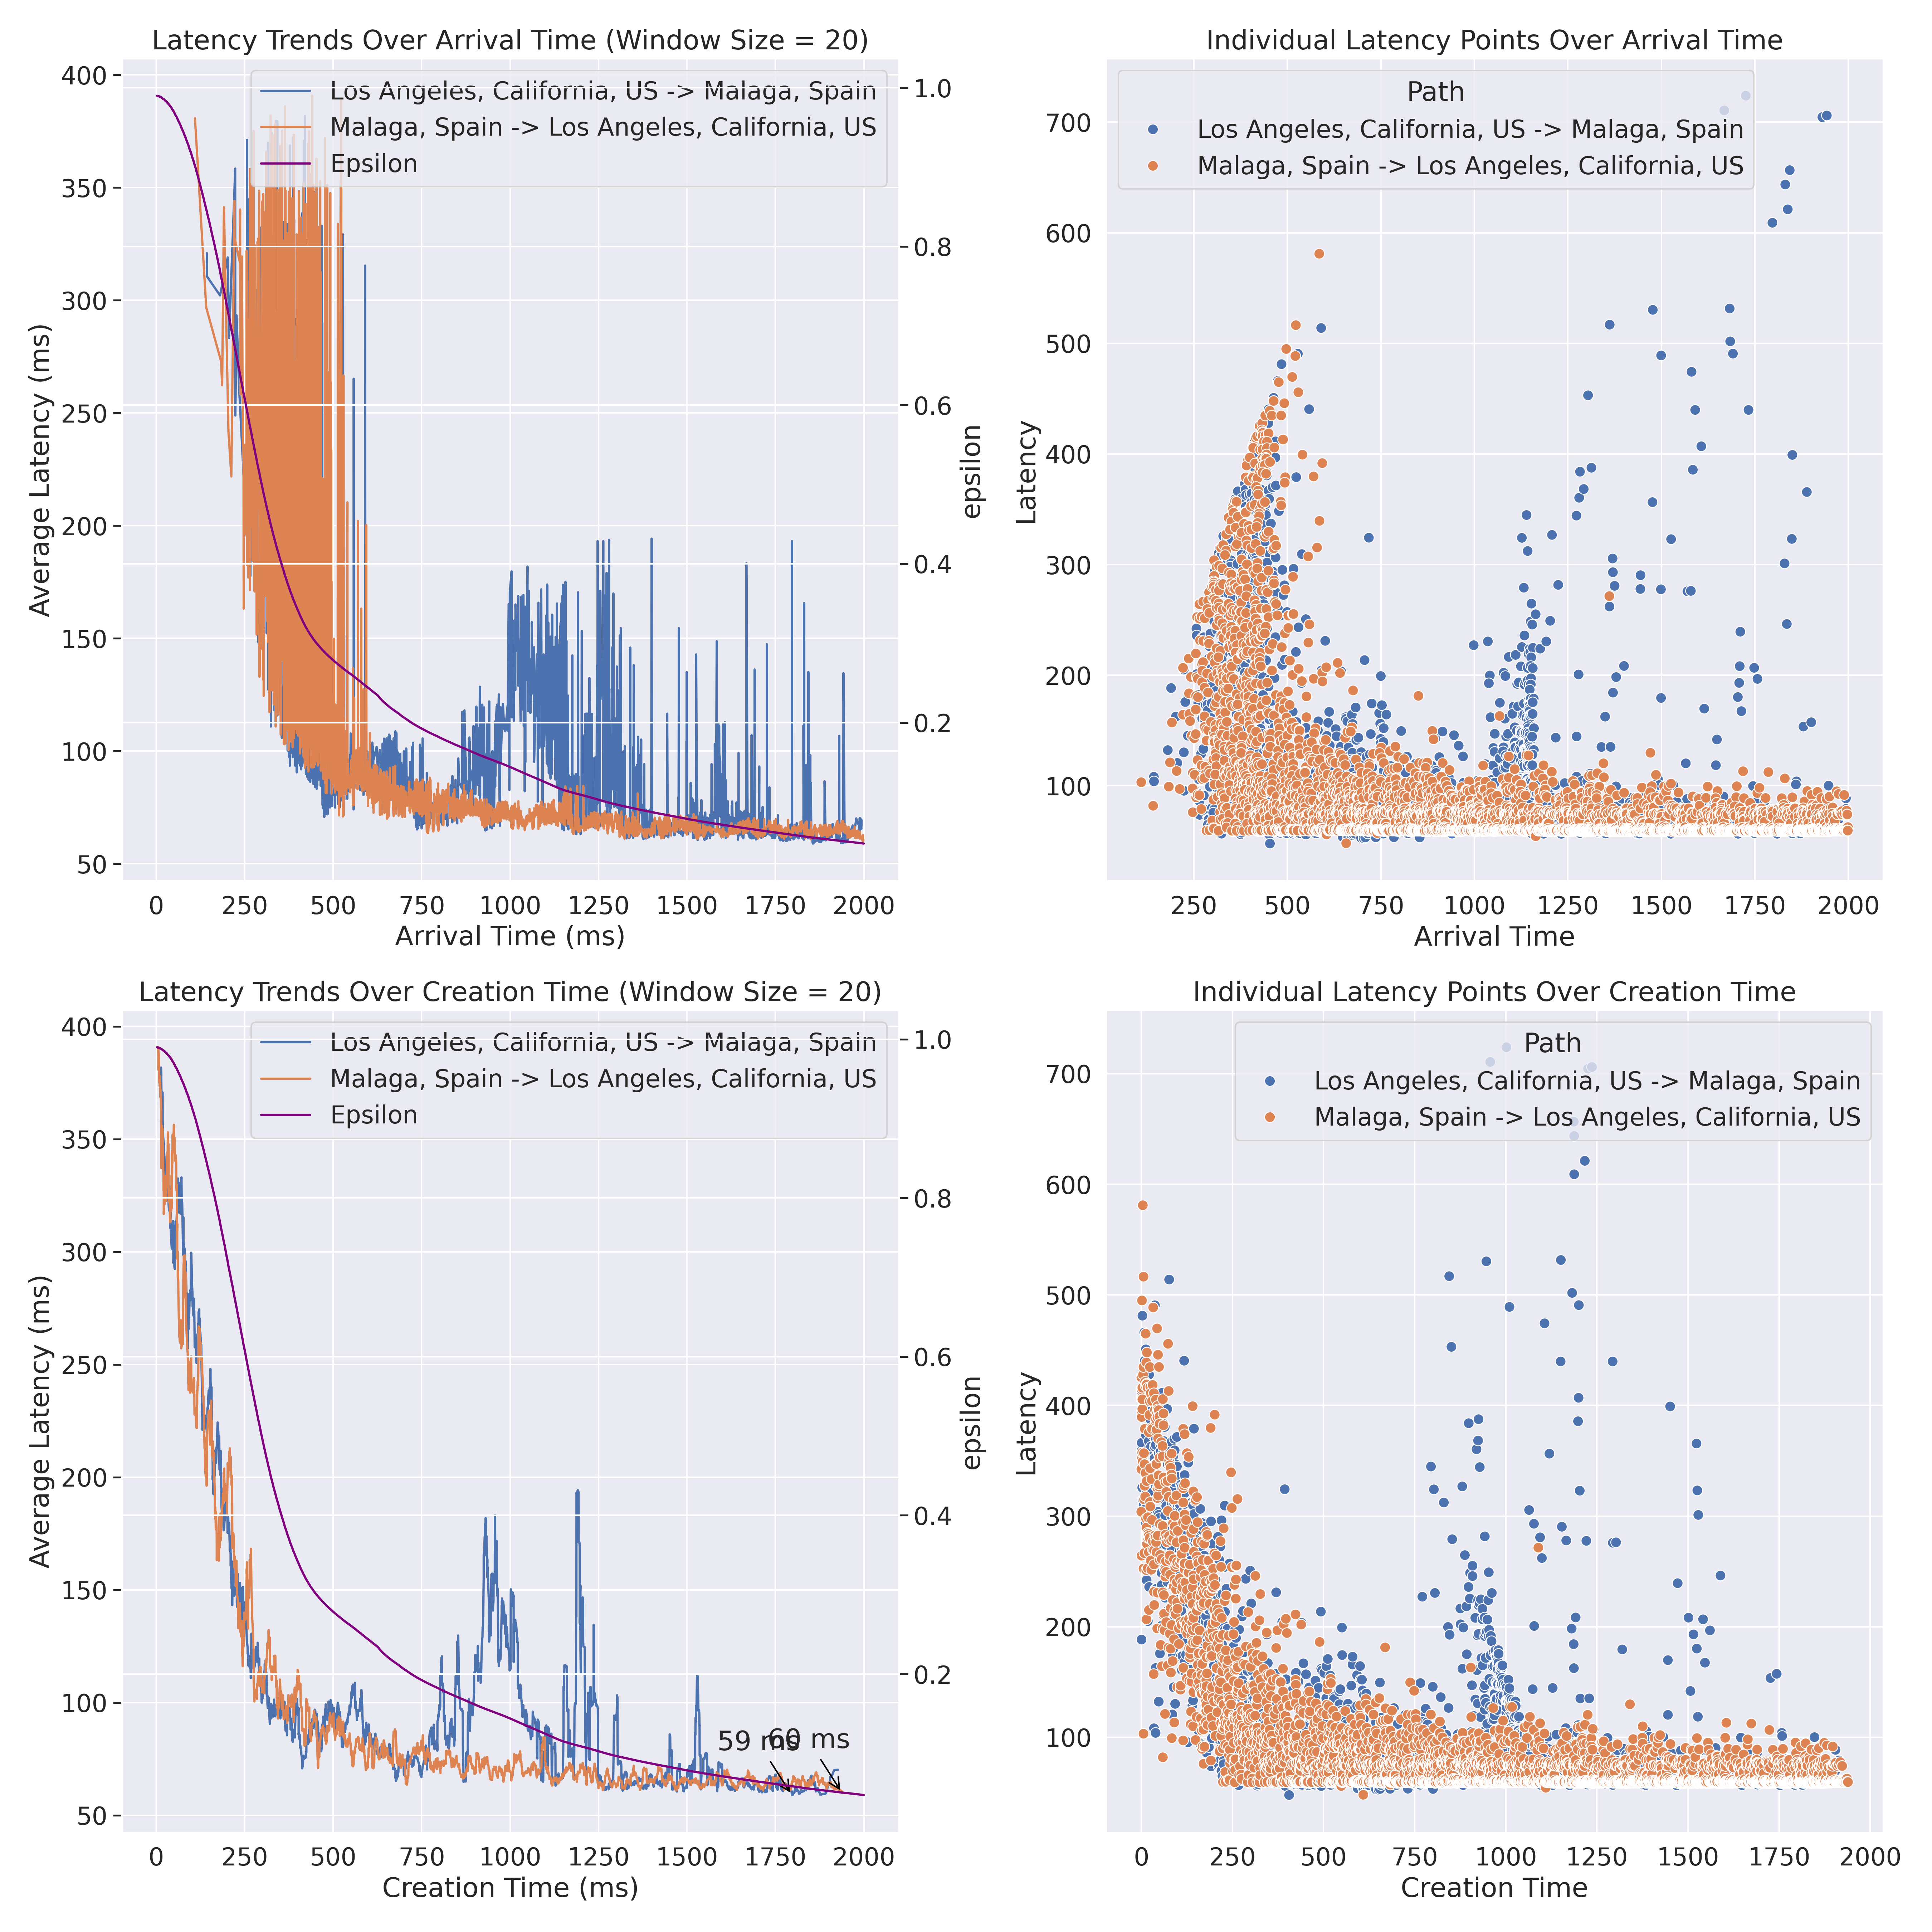 Latency Trends Over Arrival Time (Window Size = 20)
Los Angeles, California, US -> Malaga, Spain
Malaga, Spain -> Los Angeles, California, US
Epsilon
400
350
300
250
200
150
100
50
Average Latency (ms)
1.0
0.8
0.6
0.4
0.2
epsilon
0 250 500 750 1000 1250 1500 1750 2000
Arrival Time (ms)
Individual Latency Points Over Arrival Time
Path
Los Angeles, California, US -> Malaga, Spain
Malaga, Spain -> Los Angeles, California, US
700
600
500
400
300
200
100
Latency
250 500 750 1000 1250 1500 1750 2000
Arrival Time
Latency Trends Over Creation Time (Window Size = 20)
Los Angeles, California, US -> Malaga, Spain
Malaga, Spain -> Los Angeles, California, US
Epsilon
400
350
300
250
200
150
100
50
Average Latency (ms)
1.0
0.8
0.6
0.4
0.2
epsilon
59 ms
60 ms
0 250 500 750 1000 1250 1500 1750 2000
Creation Time (ms)
Individual Latency Points Over Creation Time
Path
Los Angeles, California, US -> Malaga, Spain
Malaga, Spain -> Los Angeles, California, US
700
600
500
400
300
200
100
Latency
0 250 500 750 1000 1250 1500 1750 2000
Creation Time